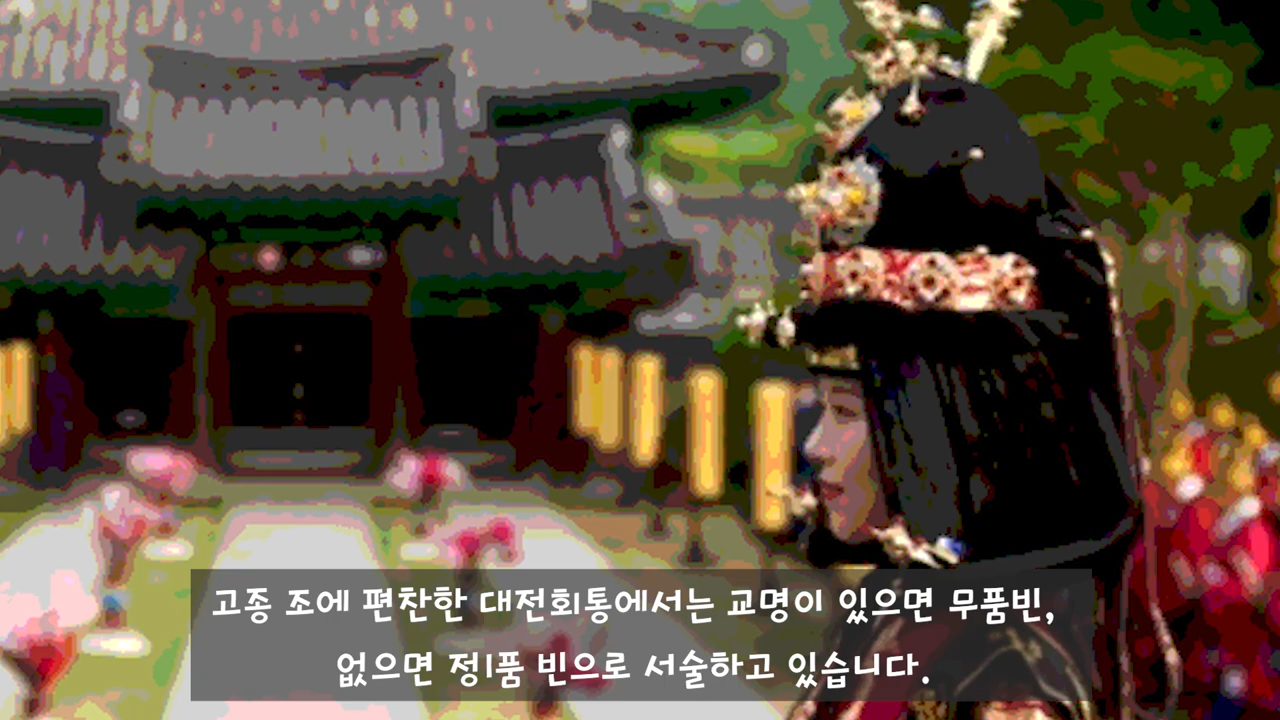 고종 조에 편찬한 대전회통에서는 교명이 있으면 무품빈,
없으면 정1품 빈으로 서술하고 있습니다.